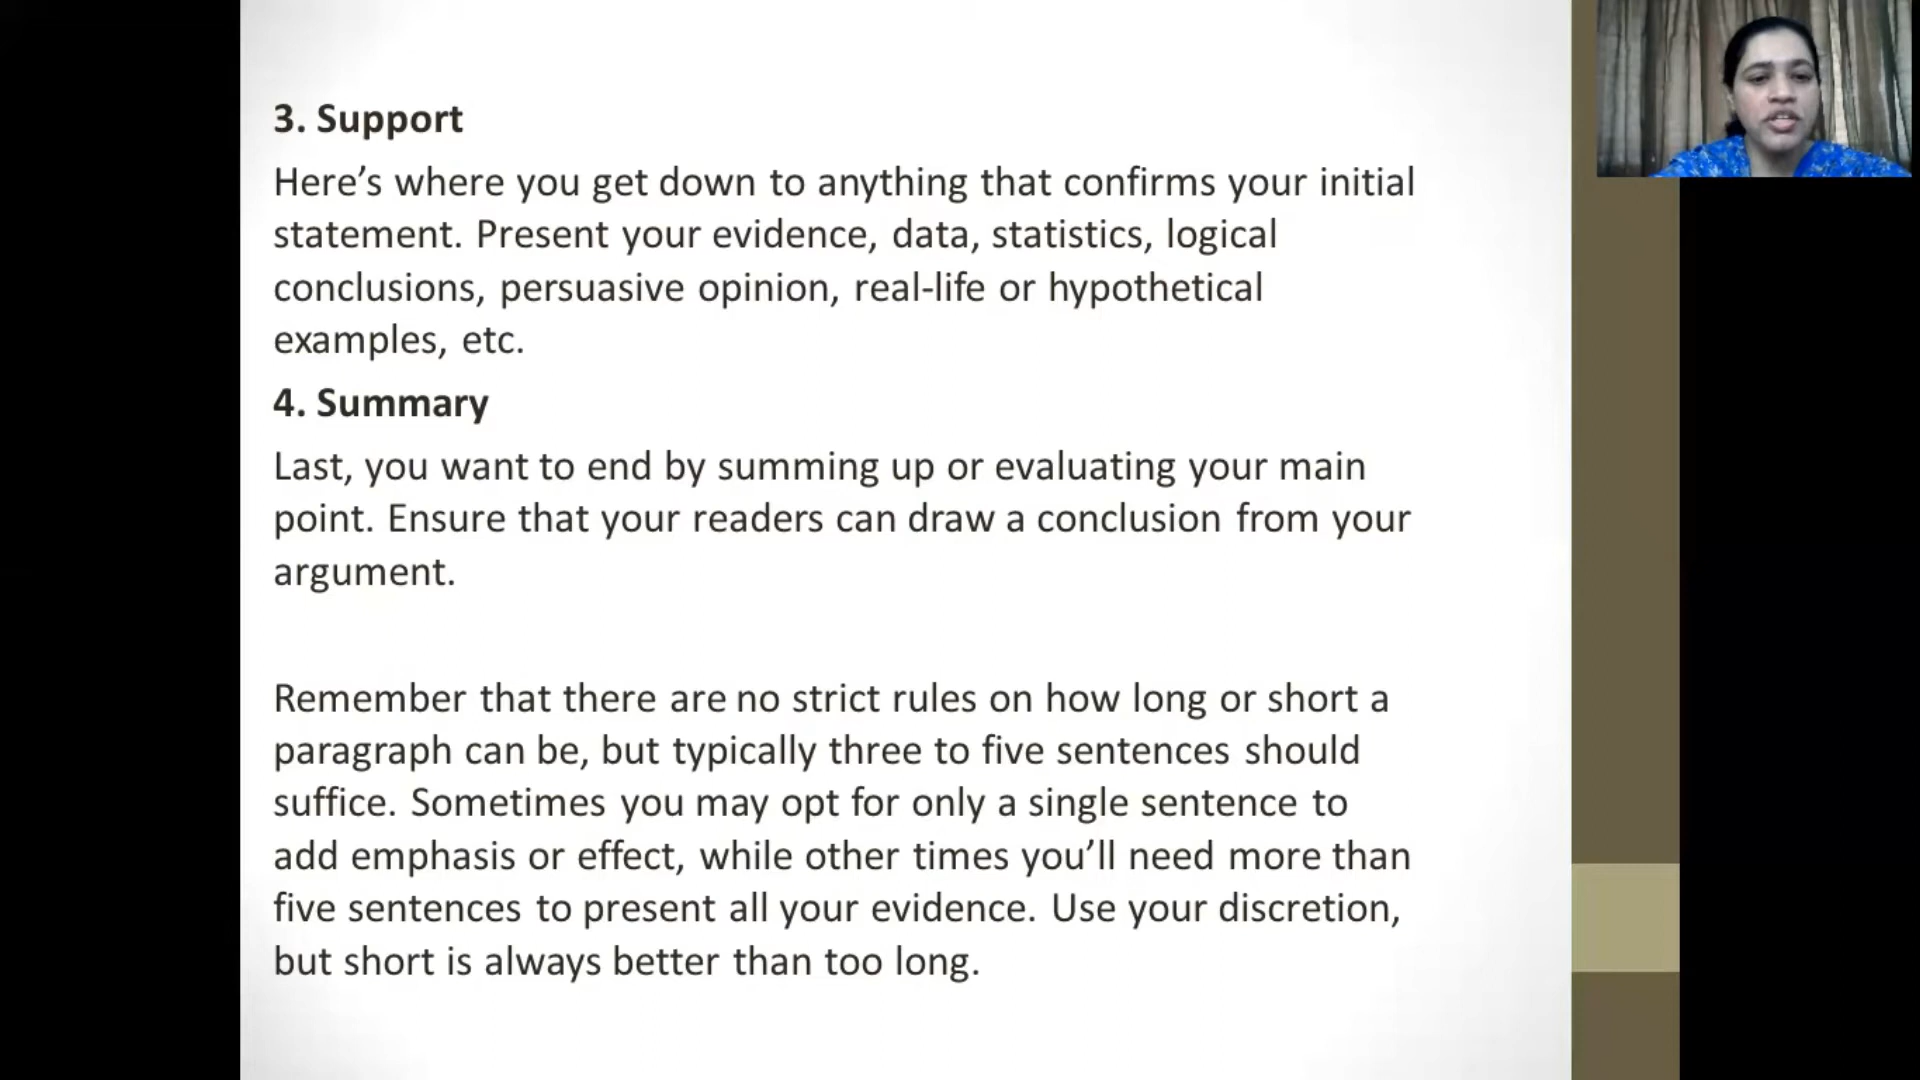 3. Support
Here’s where you get down to anything that confirms your initial
statement. Present your evidence, data, statistics, logical
conclusions, persuasive opinion, real-life or hypothetical
examples, etc.
4. Summary
Last, you want to end by summing up or evaluating your main
point. Ensure that your readers can draw a conclusion from your
argument.
Remember that there are no strict rules on how long or short a
paragraph can be, but typically three to five sentences should
suffice. Sometimes you may opt for only a single sentence to
add emphasis or effect, while other times you’ll need more than
five sentences to present all your evidence. Use your discretion,
but short is always better than too long.